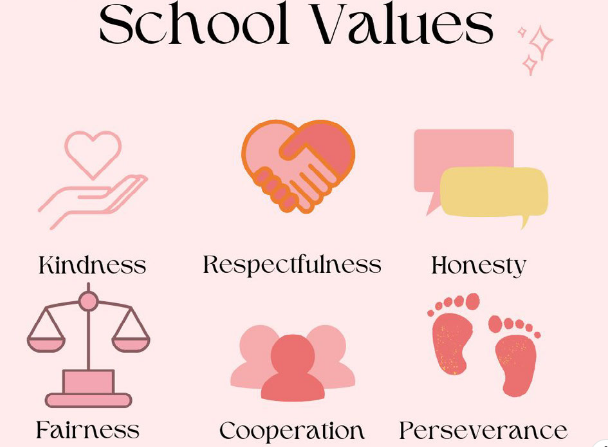 School Values
Kindness
Respectfulness
Honesty
Fairness
Cooperation
Perseverance